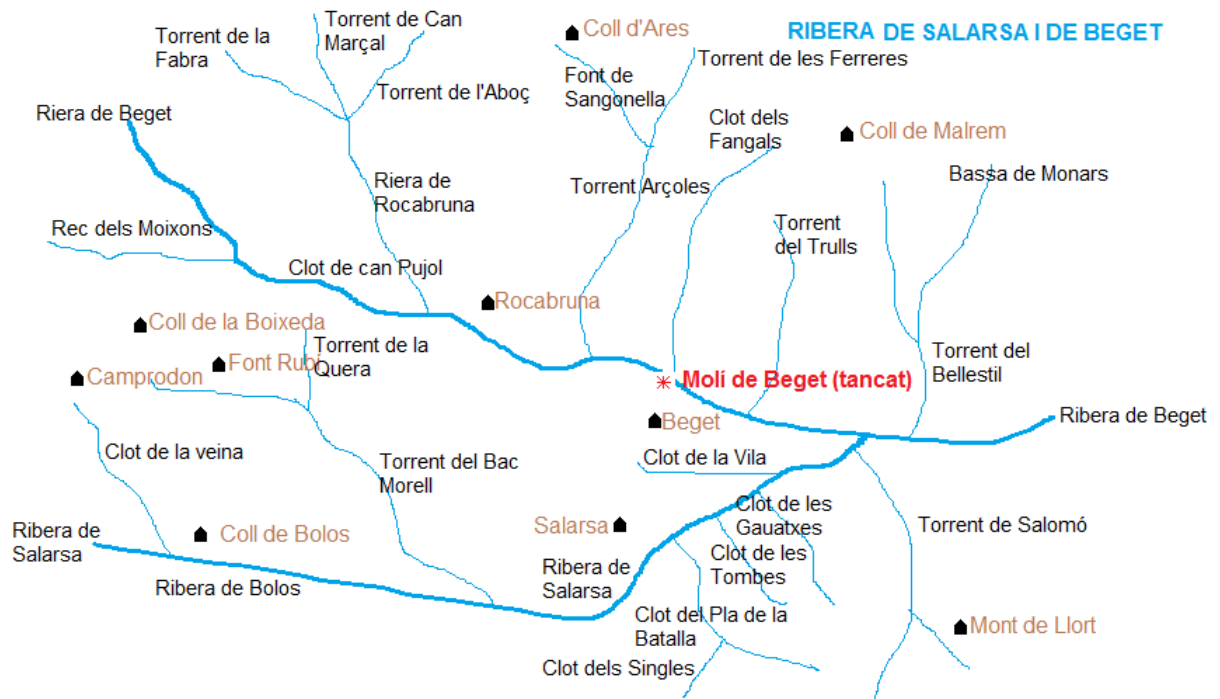 RIBERA DE SALARSA I DE BEGET
Torrent de Can
Marçal
Coll d'Ares
Torrent de la
Fabra
Torrent de les Ferreres
Font de
Sangonella
Torrent de l'Aboç
Riera de Beget
Clot dels
Fangals
Coll de Malrem
Bassa de Monars
Riera de
Rocabruna
Torrent Arçoles
Rec dels Moixons
Torrent
del Trulls
Clot de can Pujol
Rocabruna
Coll de la Boixeda
Torrent de la
Quera
Font Rubí
Camprodon
Torrent del
Bellestil
Molí de Beget (tancat)
Ribera de Beget
Beget
Clot de la veina
Clot de la Vila
Torrent del Bac
Morell
Clot de les
Gauatxes
Salarsa
Torrent de Salomó
Ribera de
Salarsa
Coll de Bolos
Clot de les
Tombes
Ribera de
Salarsa
Ribera de Bolos
Clot del Pla de la
Batalla
Mont de Llort
Clot dels Singles